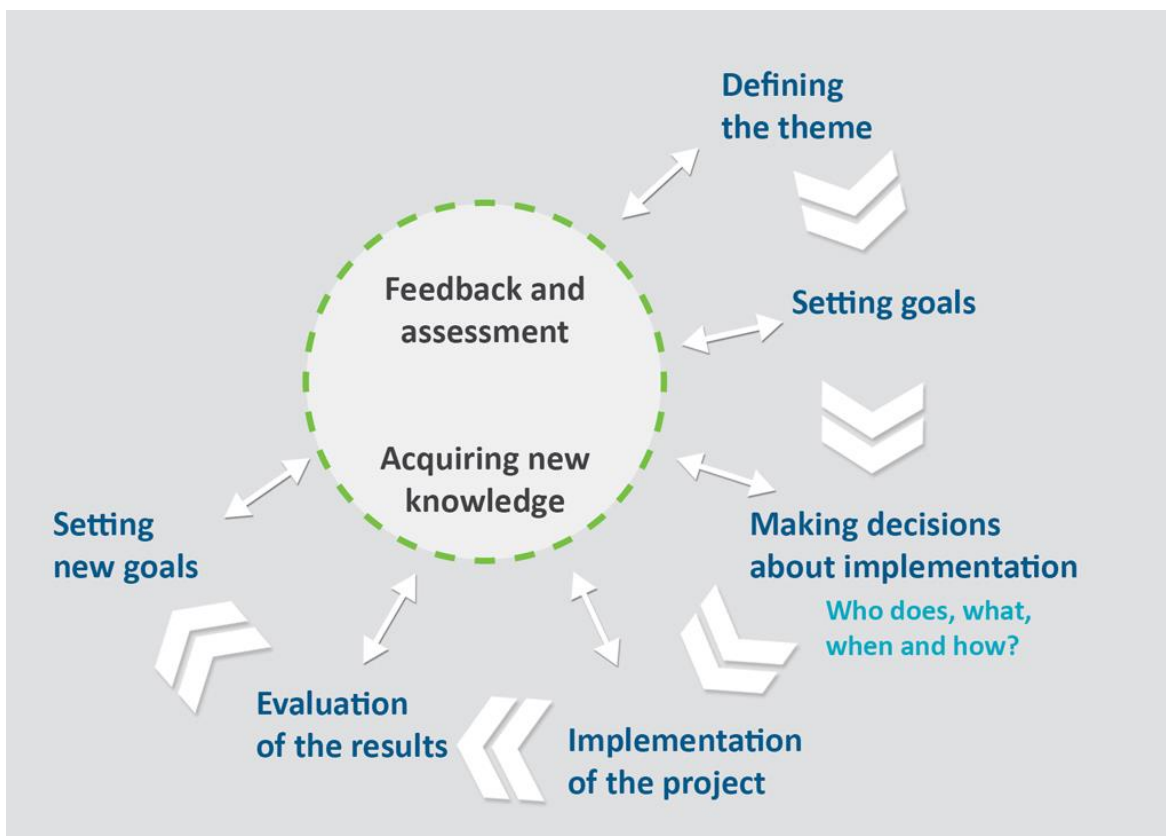 Defining
the theme
Feedback and
assessment
Setting goals
Acquiring new
knowledge
Setting
new goals
Making decisions
about implementation
Who does, what,
when and how?
Evaluation
of the results
Implementation
of the project